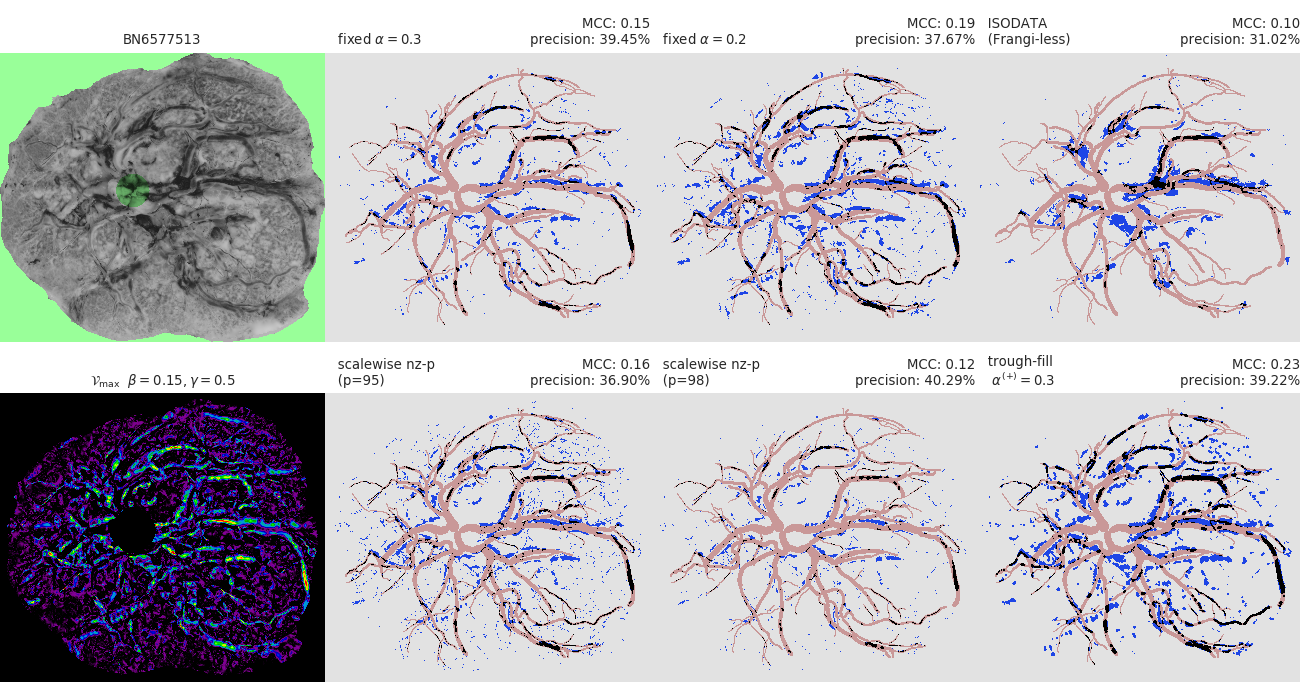 BN6577513
fixed α = 0.3
MCC: 0.15
precision: 39.45%
fixed α = 0.2
MCC: 0.19
precision: 37.67%
ISODATA
(Frangi-less)
MCC: 0.10
precision: 31.02%
𝒱max β = 0.15, γ = 0.5
scalewise nz-p
(p=95)
MCC: 0.16
precision: 36.90%
scalewise nz-p
(p=98)
MCC: 0.12
precision: 40.29%
trough-fill
α(+) = 0.3
MCC: 0.23
precision: 39.22%